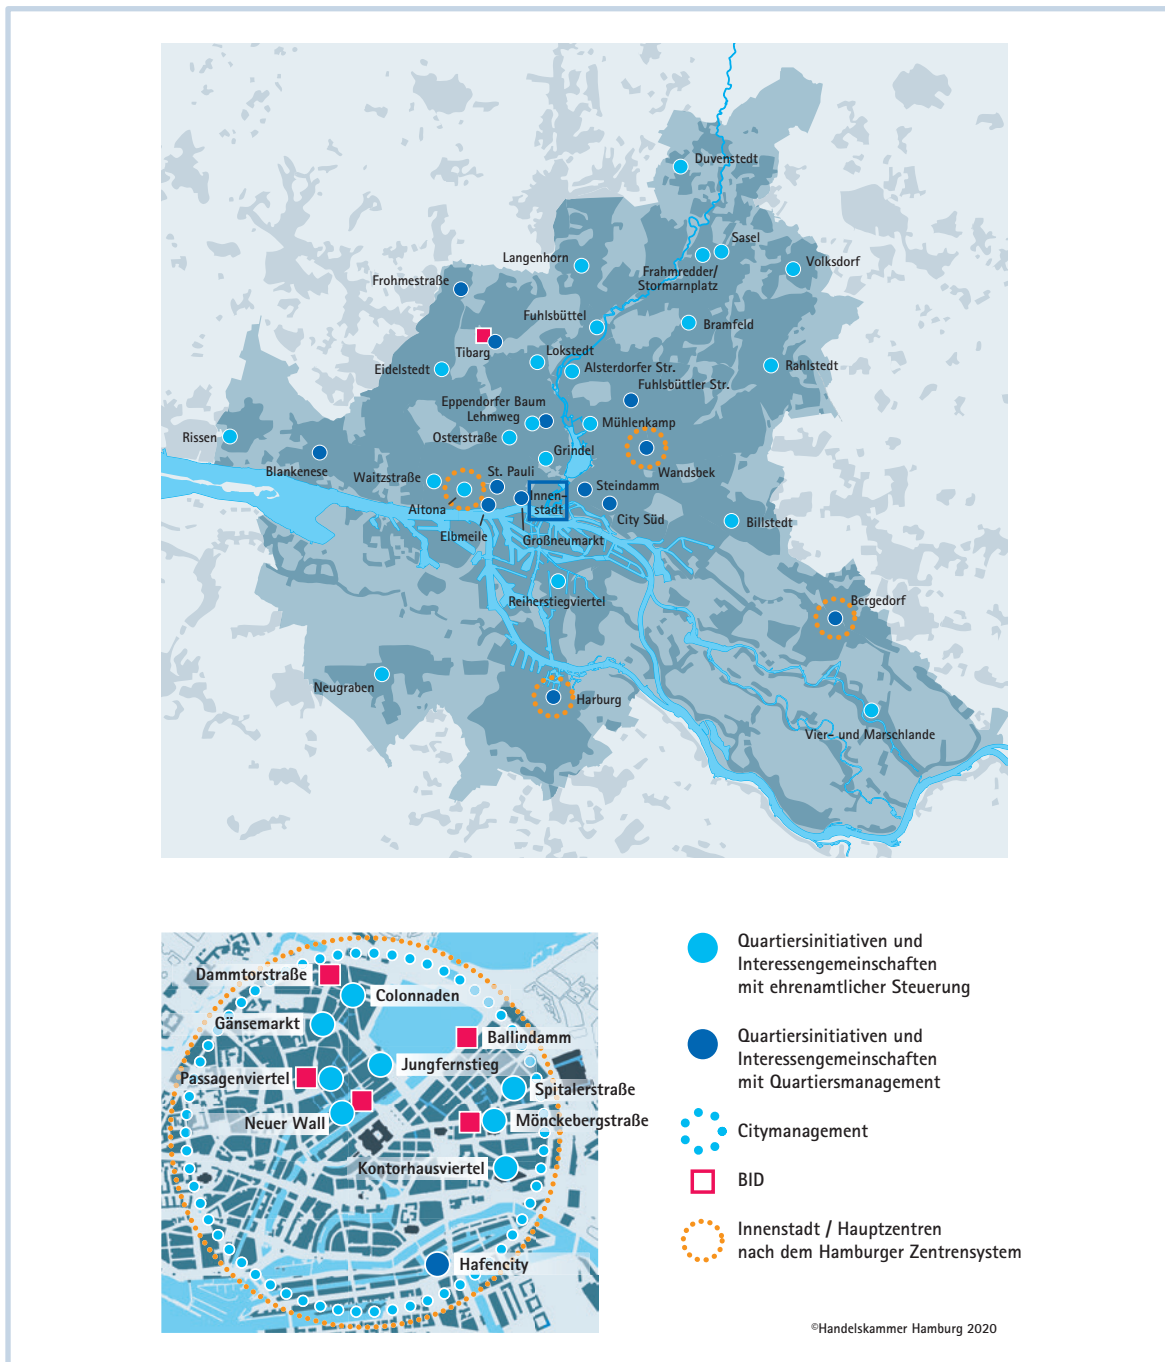 Duvenstedt
Sasel
Langenhorn
Volksdorf
Frahmredder/
Stormarnplatz
Frohmestraße
Fuhlsbüttel
Bramfeld
Tibarg
Lokstedt
Eidelstedt
Alsterdorfer Str.
Rahlstedt
Fuhlsbüttler Str.
Eppendorfer Baum
Lehmweg
Mühlenkamp
Osterstraße
Rissen
Grindel
Blankenese
Waitzstraße
St. Pauli
Wandsbek
Steindamm
Innen-
stadt
Altona
City Süd
Billstedt
Elbmeile
Großneumarkt
Reiherstiegviertel
Bergedorf
Neugraben
Harburg
Vier- und Marschlande
Dammtorstraße
Colonnaden
Gänsemarkt
Ballindamm
Jungfernstieg
Passagenviertel
Spitalerstraße
Neuer Wall
Mönckebergstraße
Kontorhausviertel
Hafencity
Quartiersinitiativen und
Interessengemeinschaften
mit ehrenamtlicher Steuerung
Quartiersinitiativen und
Interessengemeinschaften
mit Quartiersmanagement
Citymanagement
BID
Innenstadt / Hauptzentren
nach dem Hamburger Zentrensystem
©Handelskammer Hamburg 2020